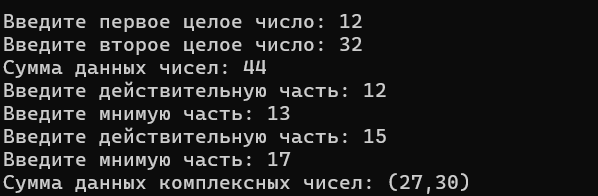 Введите первое целое число: 12
Введите второе целое число: 32
Сумма данных чисел: 44
Введите действительную часть: 12
Введите мнимую часть: 13
Введите действительную часть: 15
Введите мнимую часть: 17
Сумма данных комплексных чисел: (27,30)